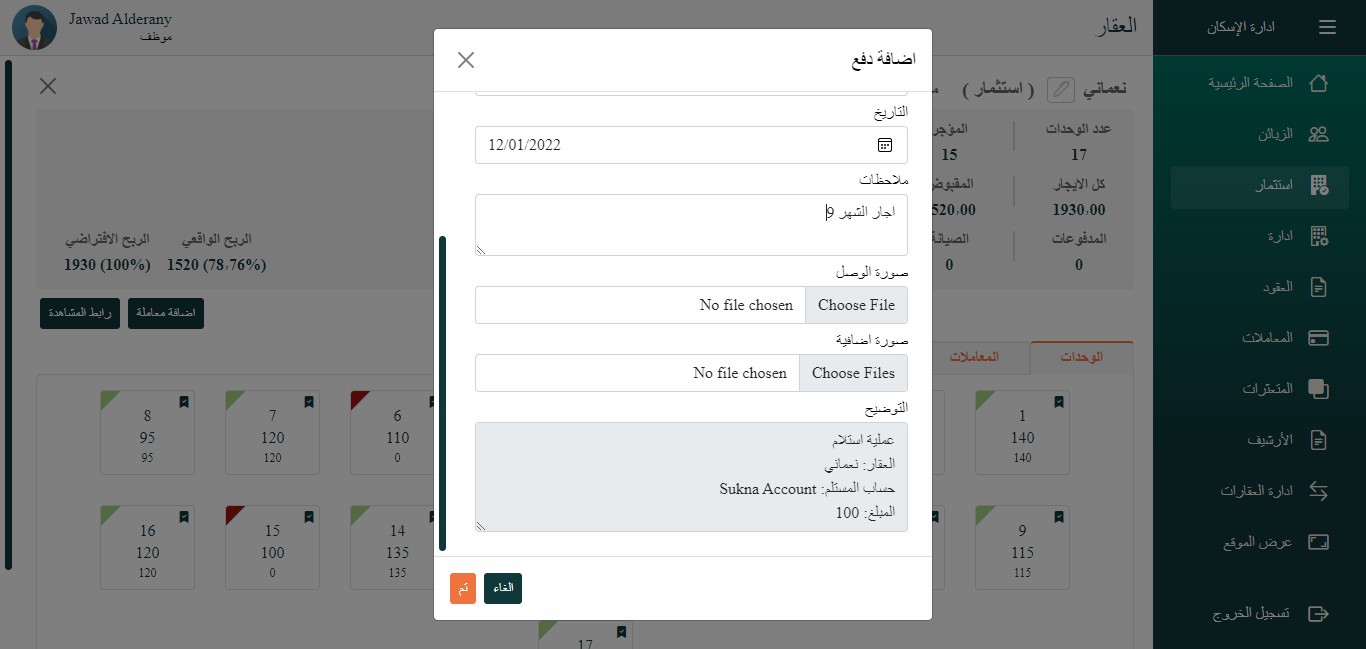 ادارة الإسكان
الصفحة الرئيسية
الزبائن
استثمار
ادارة
العقود
المعاملات
المتعثرات
الأرشيف
ادارة العقارات
عرض الموقع
تسجيل الخروج
العقار
Jawad Alderany
موظف
نعماني
( استثمار )
عدد الوحدات
17
المؤجر
15
كل الايجار
1930.00
المقبوض
520.00
المدفوعات
0
الصيانة
0
الربح الواقعي
1520 (78.76%)
الربح الافتراضي
1930 (100%)
اضافة معاملة
رابط المشاهدة
الوحدات
المعاملات
1
140
140
6
110
0
7
120
120
8
95
95
9
115
115
14
135
135
15
100
0
16
120
120
17
اضافة دفع
التاريخ
12/01/2022
ملاحظات
اجار الشهر 9
صورة الوصل
Choose File No file chosen
صورة اضافية
Choose Files No file chosen
التوضيح
عملية استلام
العقار: نعماني
حساب المستلم: Sukna Account
المبلغ: 100
الغاء
تم